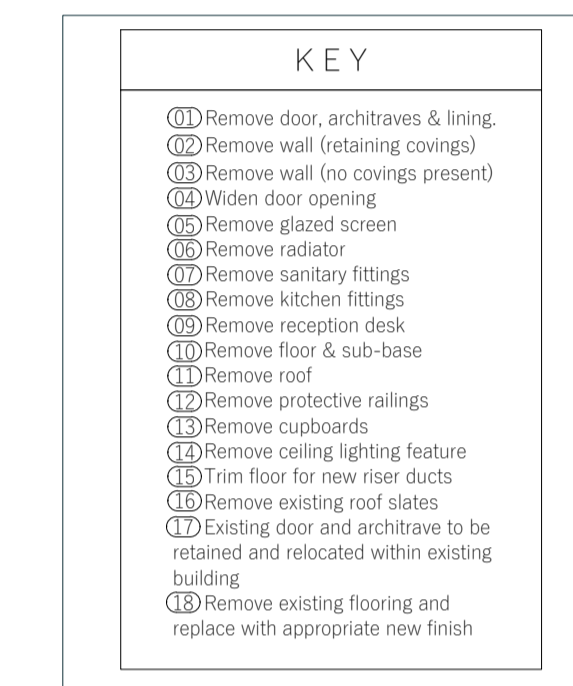 KEY
01 Remove door, architraves & lining.
02 Remove wall (retaining covings)
03 Remove wall (no covings present)
04 Widen door opening
05 Remove glazed screen
06 Remove radiator
07 Remove sanitary fittings
08 Remove kitchen fittings
09 Remove reception desk
10 Remove floor & sub-base
11 Remove roof
12 Remove protective railings
13 Remove cupboards
14 Remove ceiling lighting feature
15 Trim floor for new riser ducts
16 Remove existing roof slates
17 Existing door and architrave to be
retained and relocated within existing
building
18 Remove existing flooring and
replace with appropriate new finish